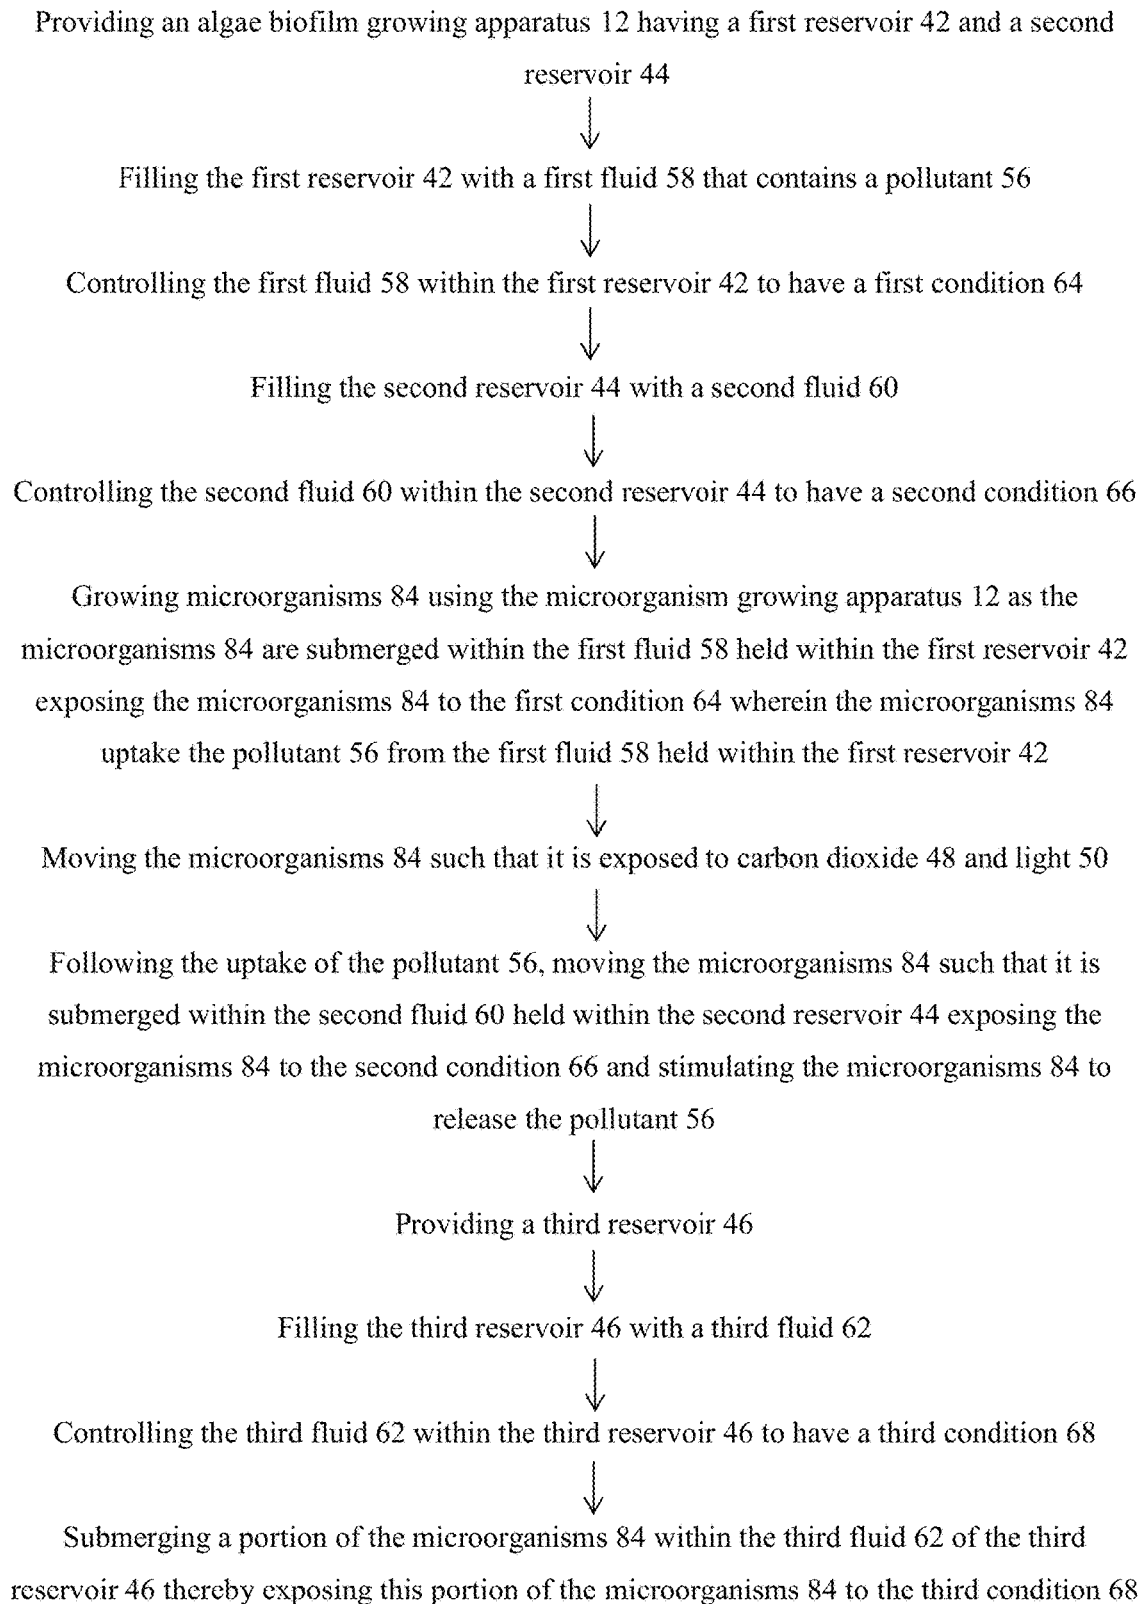 Providing an algae biofilm growing apparatus 12 having a first reservoir 42 and a second
reservoir 44
Filling the first reservoir 42 with a first fluid 58 that contains a pollutant 56
Controlling the first fluid 58 within the first reservoir 42 to have a first condition 64
Filling the second reservoir 44 with a second fluid 60
Controlling the second fluid 60 within the second reservoir 44 to have a second condition 66
Growing microorganisms 84 using the microorganism growing apparatus 12 as the
microorganisms 84 are submerged within the first fluid 58 held within the first reservoir 42
exposing the microorganisms 84 to the first condition 64 wherein the microorganisms 84
uptake the pollutant 56 from the first fluid 58 held within the first reservoir 42
Moving the microorganisms 84 such that it is exposed to carbon dioxide 48 and light 50
Following the uptake of the pollutant 56, moving the microorganisms 84 such that it is
submerged within the second fluid 60 held within the second reservoir 44 exposing the
microorganisms 84 to the second condition 66 and stimulating the microorganisms 84 to
release the pollutant 56
Providing a third reservoir 46
Filling the third reservoir 46 with a third fluid 62
Controlling the third fluid 62 within the third reservoir 46 to have a third condition 68
Submerging a portion of the microorganisms 84 within the third fluid 62 of the third
reservoir 46 thereby exposing this portion of the microorganisms 84 to the third condition 68